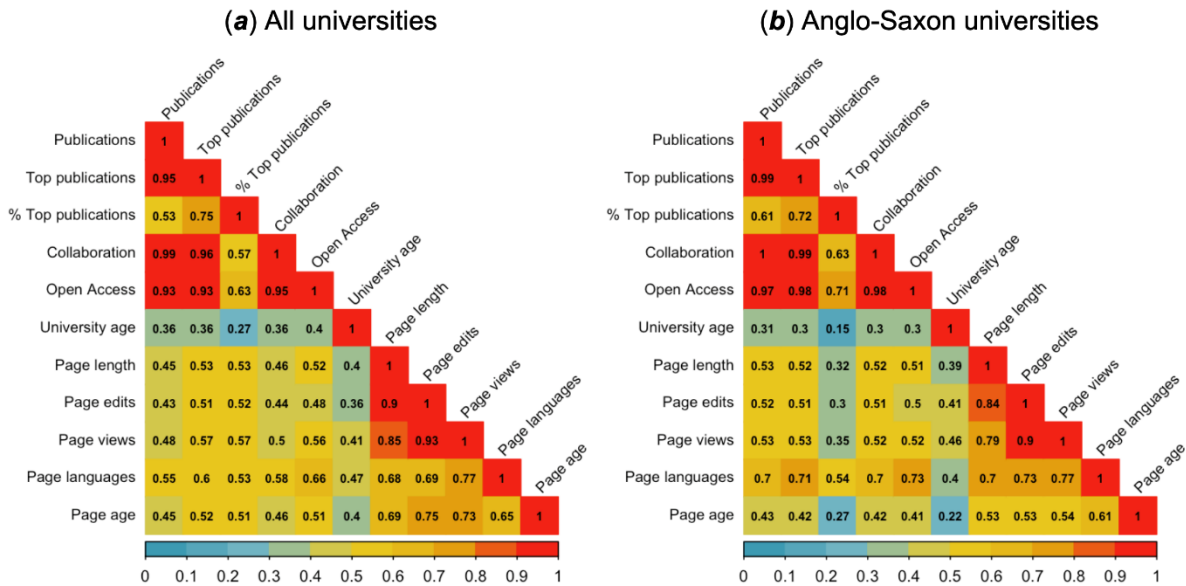 (a) All universities
Publications
Top publications
% Top publications
Collaboration
Open Access
University age
Page length
Page edits
Page views
Page languages
Page age
Publications 1
Top publications 0.95 1
% Top publications 0.53 0.75 1
Collaboration 0.99 0.96 0.57 1
Open Access 0.93 0.93 0.63 0.95 1
University age 0.36 0.36 0.27 0.36 0.4 1
Page length 0.45 0.53 0.53 0.46 0.52 0.4 1
Page edits 0.43 0.51 0.52 0.44 0.48 0.36 0.9 1
Page views 0.48 0.57 0.57 0.5 0.56 0.41 0.85 0.93 1
Page languages 0.55 0.6 0.53 0.58 0.66 0.47 0.68 0.69 0.77 1
Page age 0.45 0.52 0.51 0.46 0.51 0.4 0.69 0.75 0.73 0.65 1
0 0.1 0.2 0.3 0.4 0.5 0.6 0.7 0.8 0.9 1
(b) Anglo-Saxon universities
Publications
Top publications
% Top publications
Collaboration
Open Access
University age
Page length
Page edits
Page views
Page languages
Page age
Publications 1
Top publications 0.99 1
% Top publications 0.61 0.72 1
Collaboration 1 0.99 0.63 1
Open Access 0.97 0.98 0.71 0.98 1
University age 0.31 0.3 0.15 0.3 0.3 1
Page length 0.53 0.52 0.32 0.52 0.51 0.39 1
Page edits 0.52 0.51 0.3 0.51 0.5 0.41 0.84 1
Page views 0.53 0.53 0.35 0.52 0.52 0.46 0.79 0.9 1
Page languages 0.7 0.71 0.54 0.7 0.73 0.4 0.7 0.73 0.77 1
Page age 0.43 0.42 0.27 0.42 0.41 0.22 0.53 0.53 0.54 0.61 1
0 0.1 0.2 0.3 0.4 0.5 0.6 0.7 0.8 0.9 1